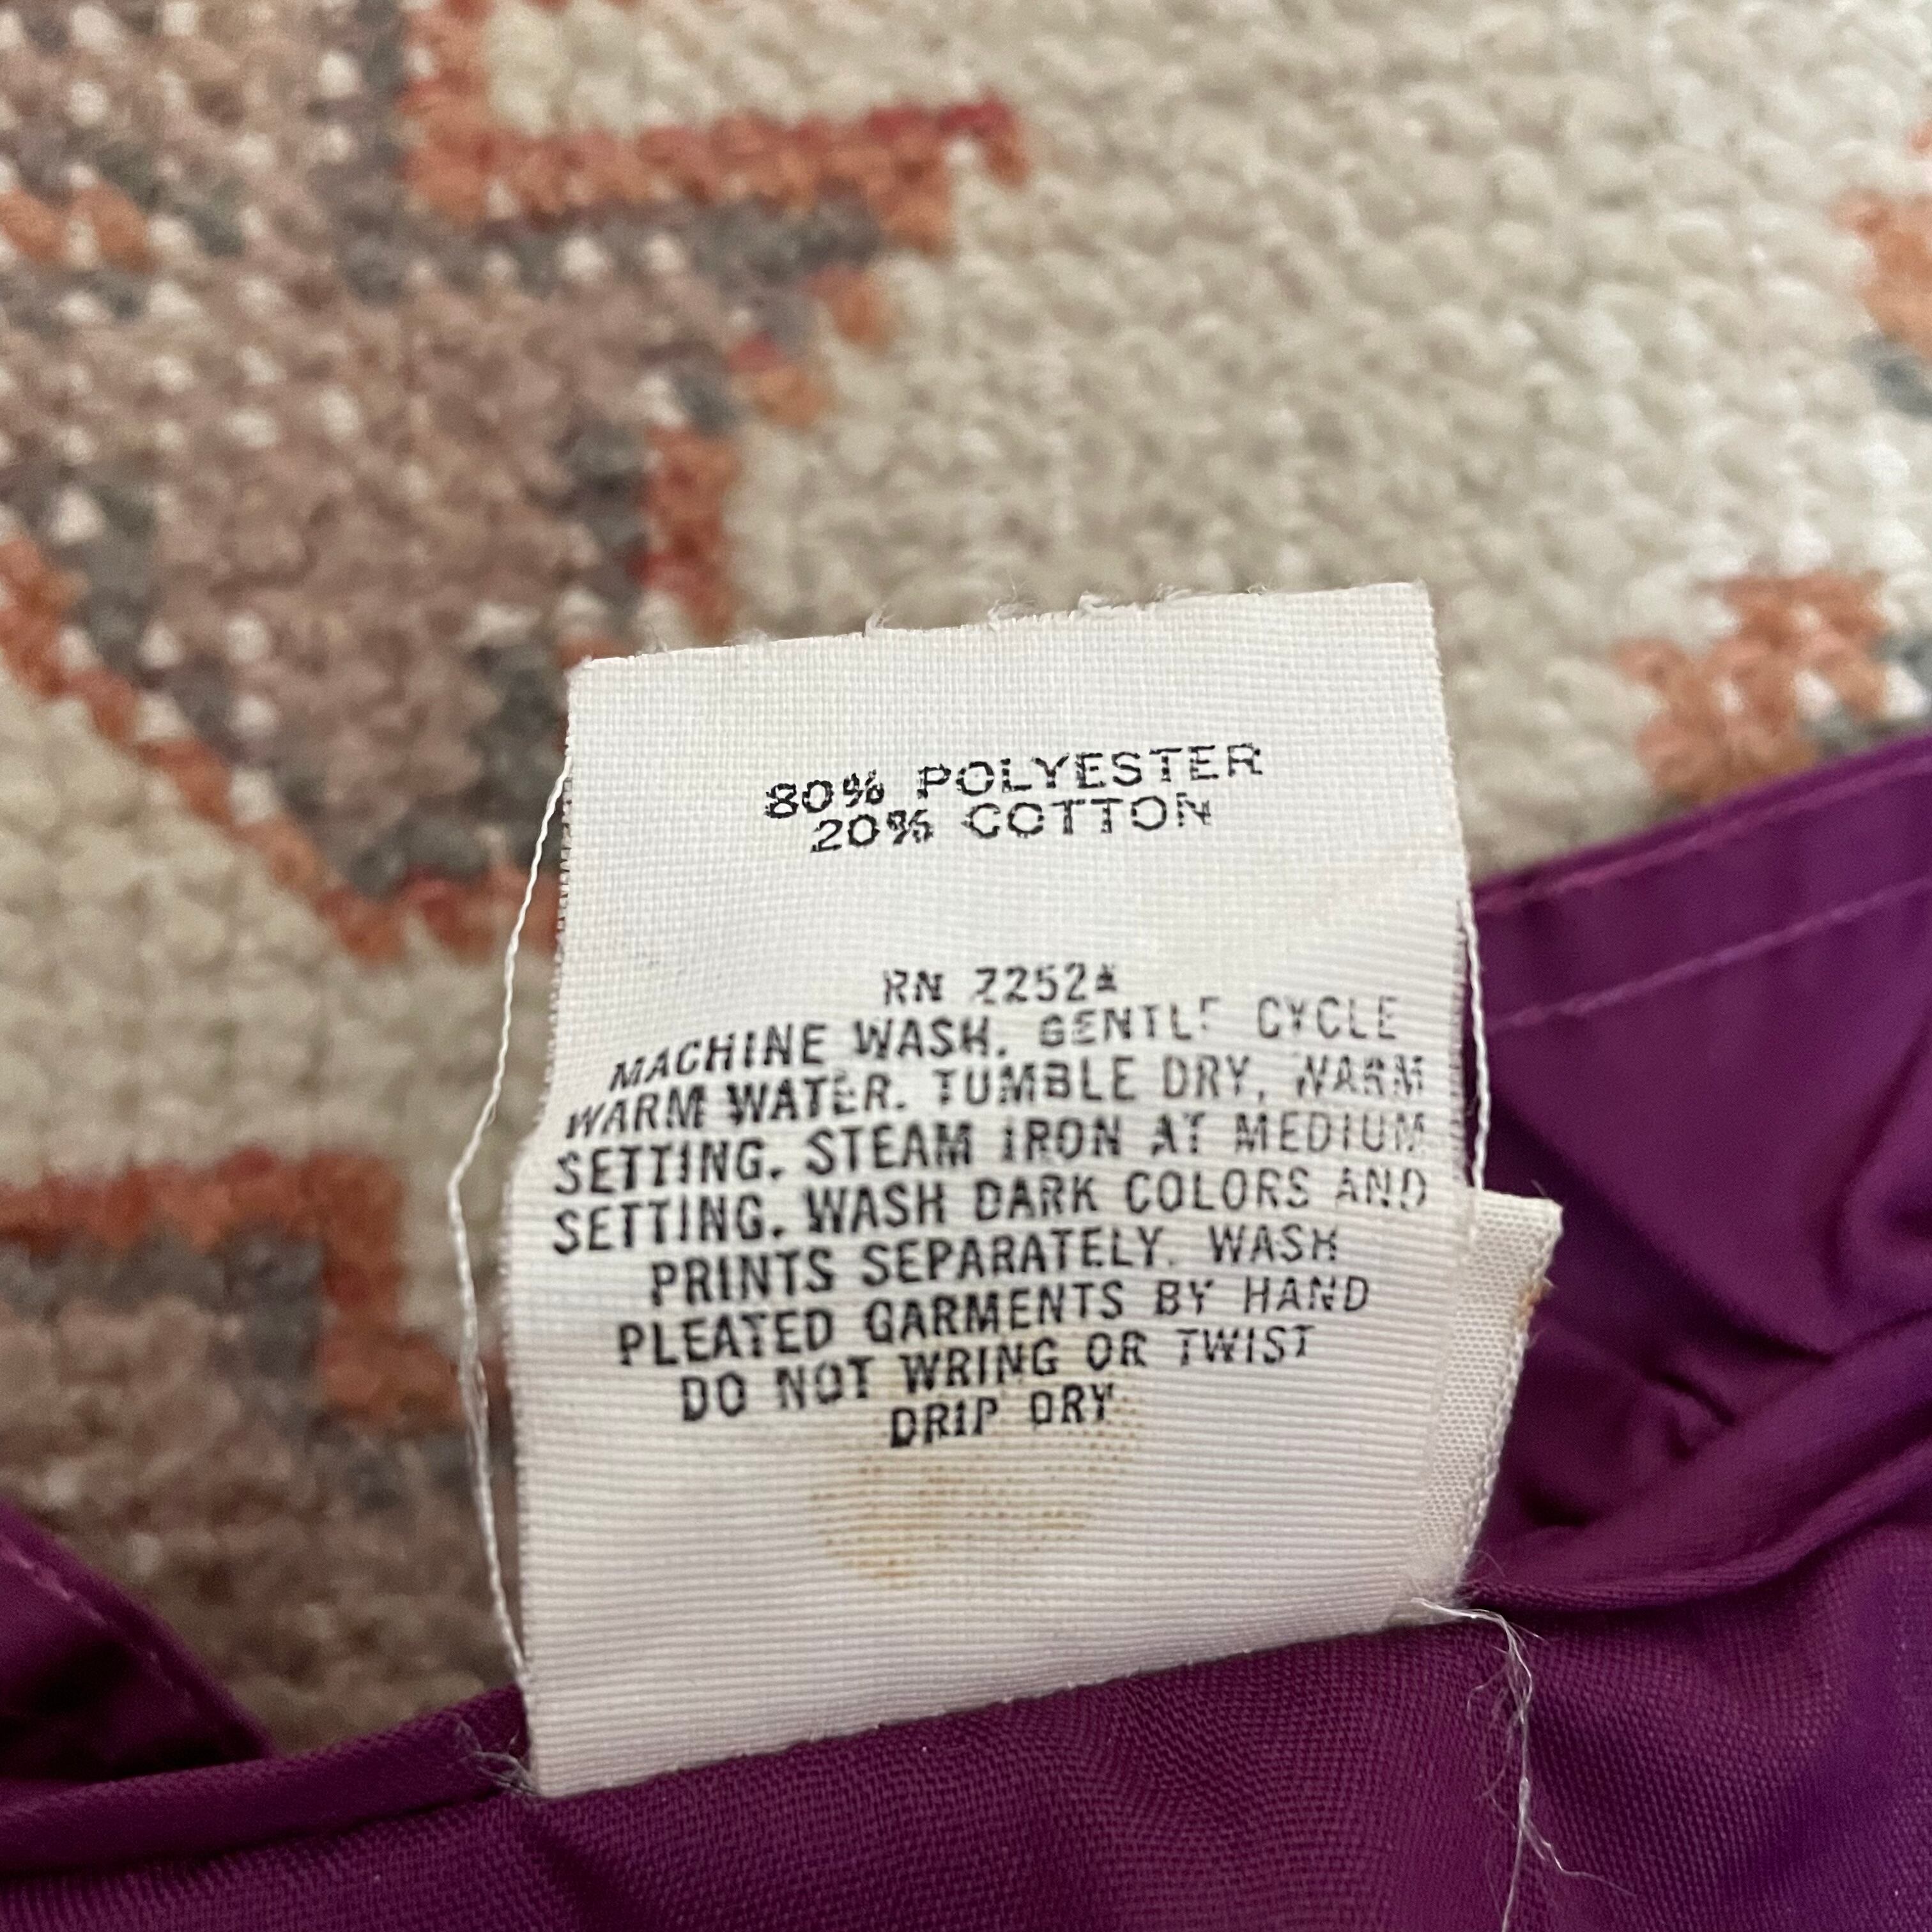 80% POLYESTER
20% COTTON
RN
MACHINE WASH. GENTLE CYCLE
WARM WATER. TUMBLE DRY, WARM
SETTING. STEAM IRON AT MEDIUM
SETTING. WASH DARK COLORS AND
PRINTS SEPARATELY. WASH
PLEATED GARMENTS BY HAND
DO NOT WRING OR TWIST
DRIP DRY